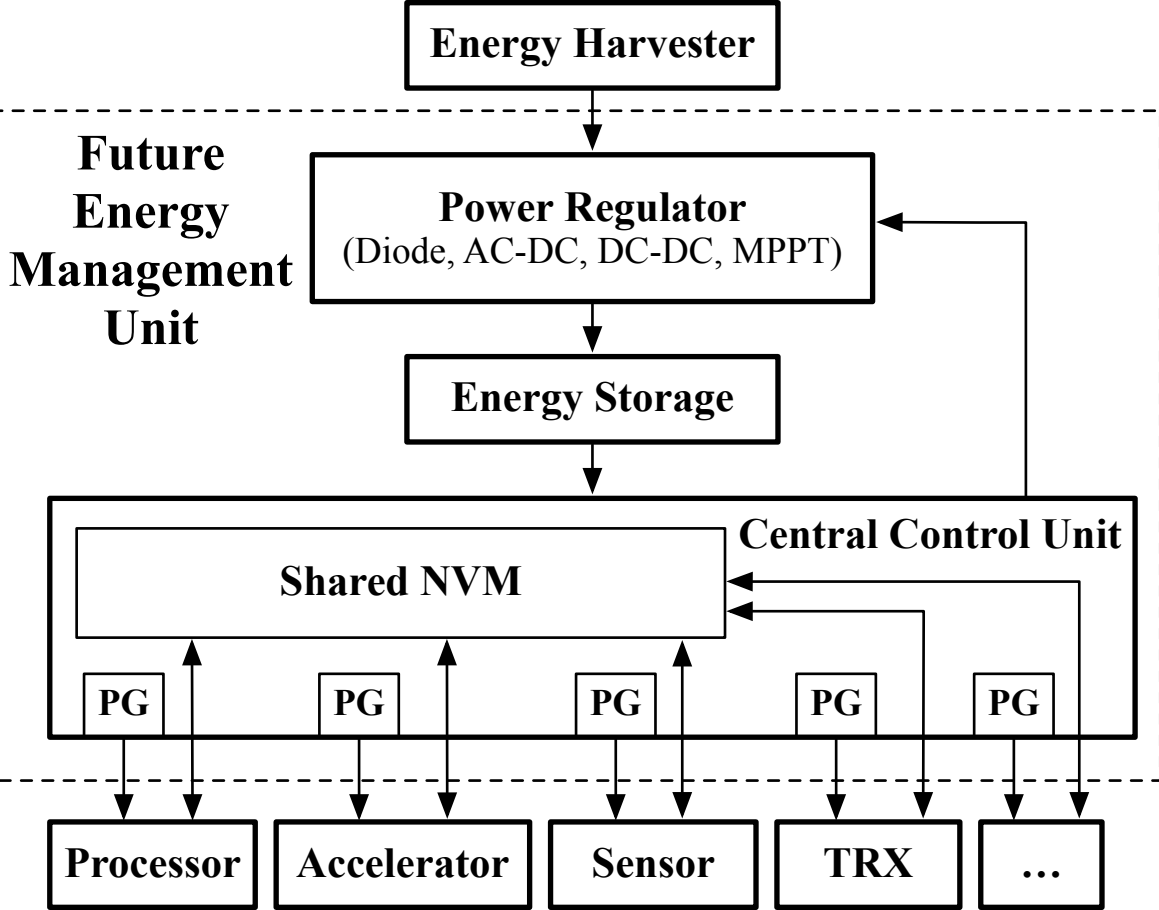 Energy Harvester
Future
Energy
Management
Unit
Power Regulator
(Diode, AC-DC, DC-DC, MPPT)
Energy Storage
Central Control Unit
Shared NVM
PG
PG
PG
PG
PG
Processor
Accelerator
Sensor
TRX
...